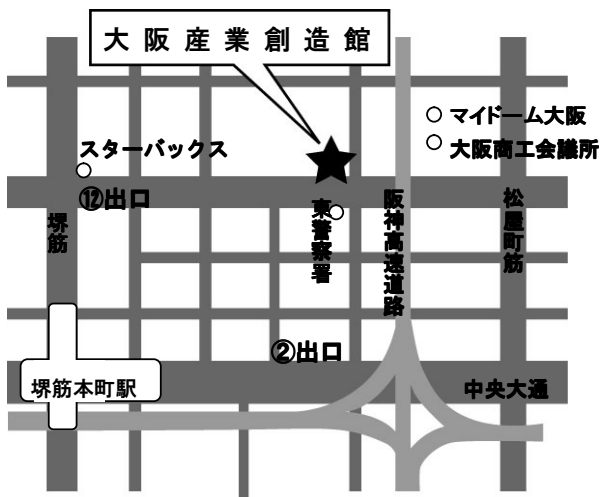 大阪産業創造館
マイドーム大阪
大阪商工会議所
スターバックス
⑫出口
堺筋
東警察署
阪神高速道路
松屋町筋
②出口
堺筋本町駅
中央大通